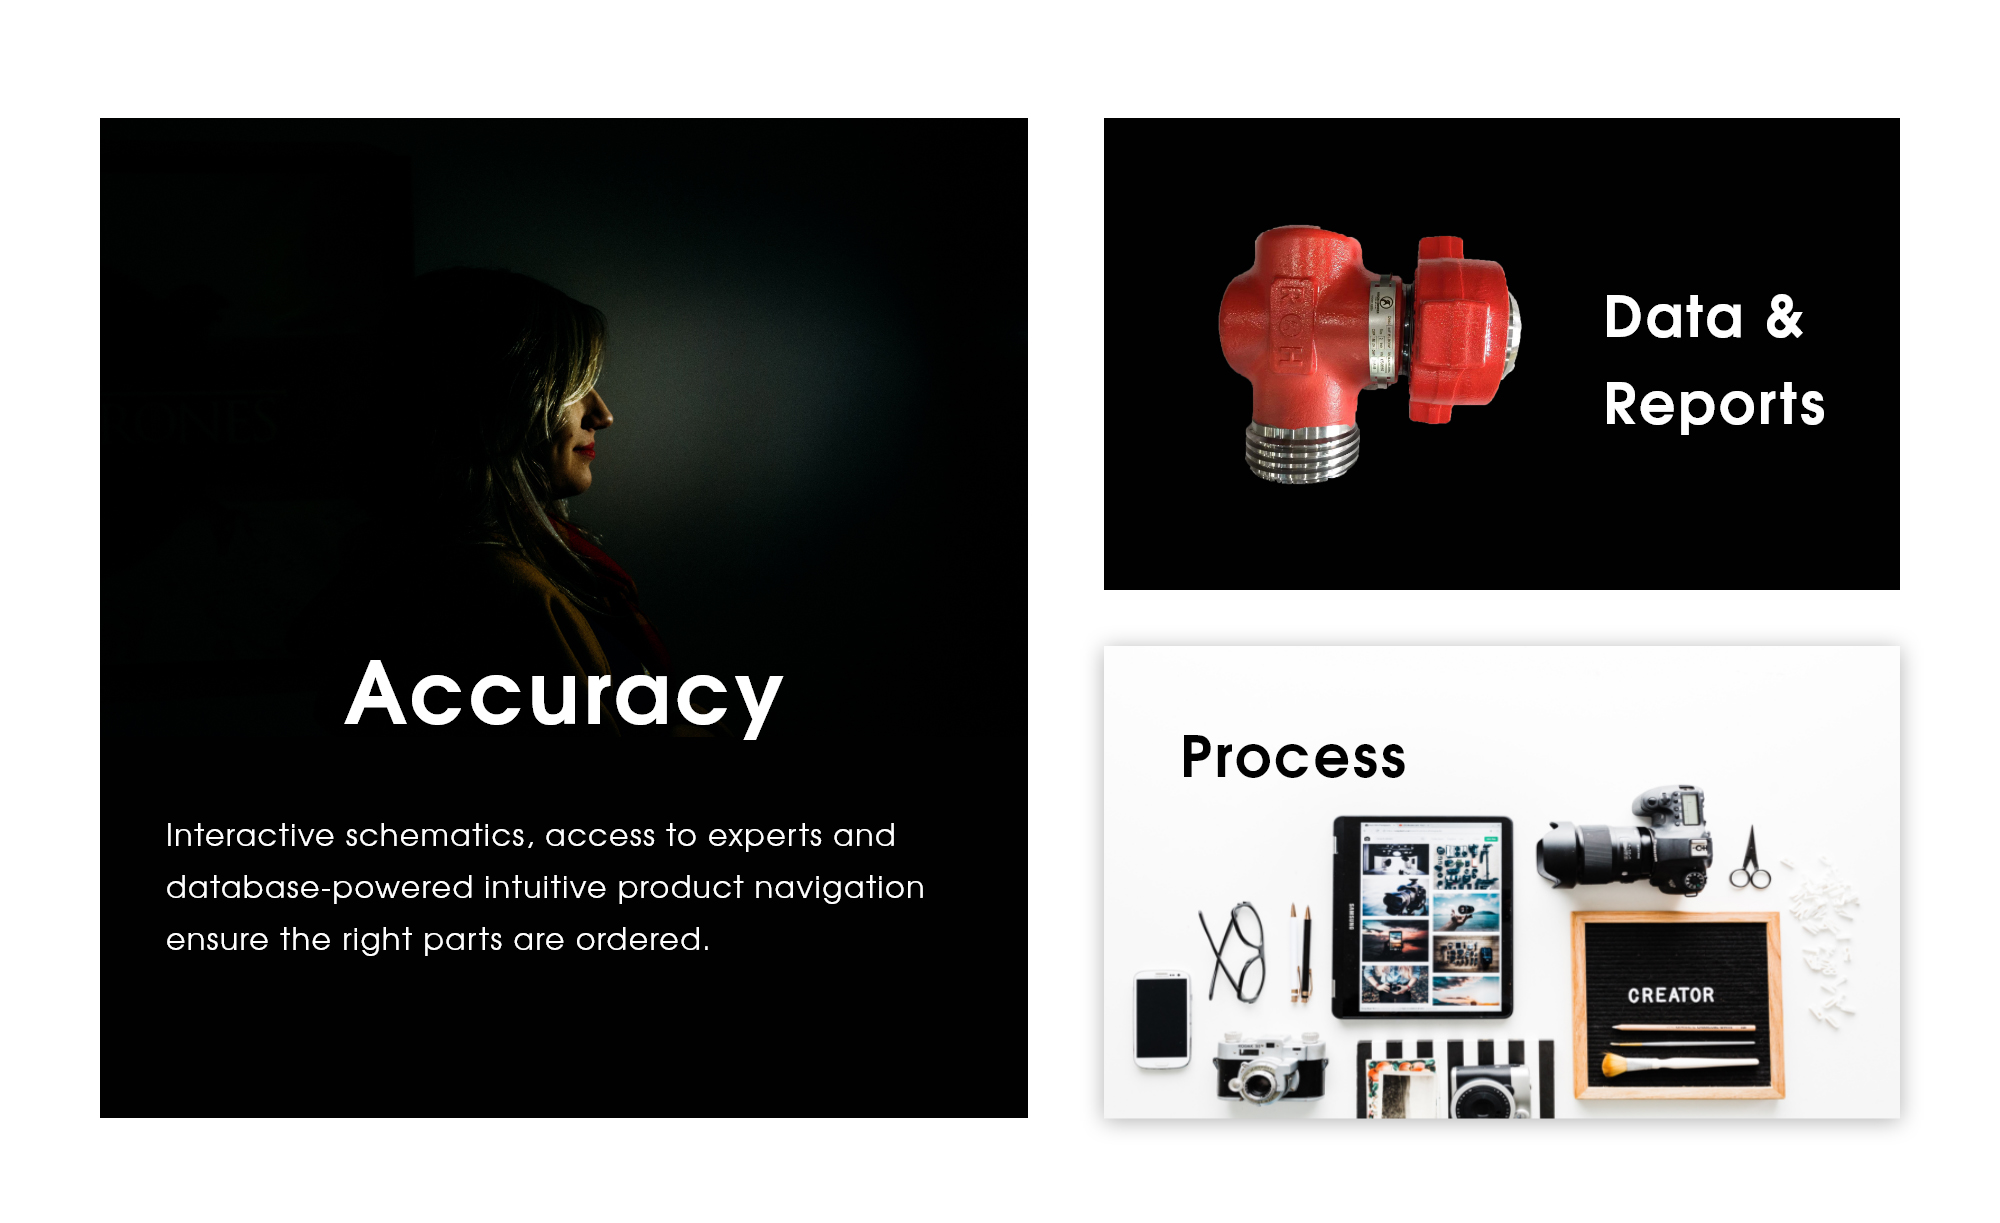 Accuracy
Interactive schematics, access to experts and
database-powered intuitive product navigation
ensure the right parts are ordered.
Data &
Reports
Process
SAMSUNG
CREATOR